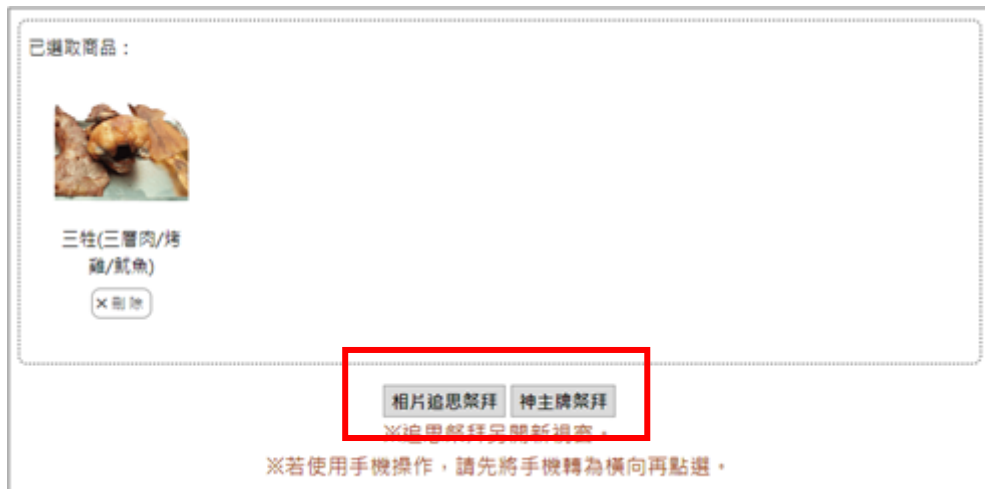 已選取商品：
三牲(三層肉/烤
雞/魷魚)
×刪除
相片追思祭拜 神主牌祭拜
※追思祭拜另開新視窗。
※若使用手機操作，請先將手機轉為橫向再點選。